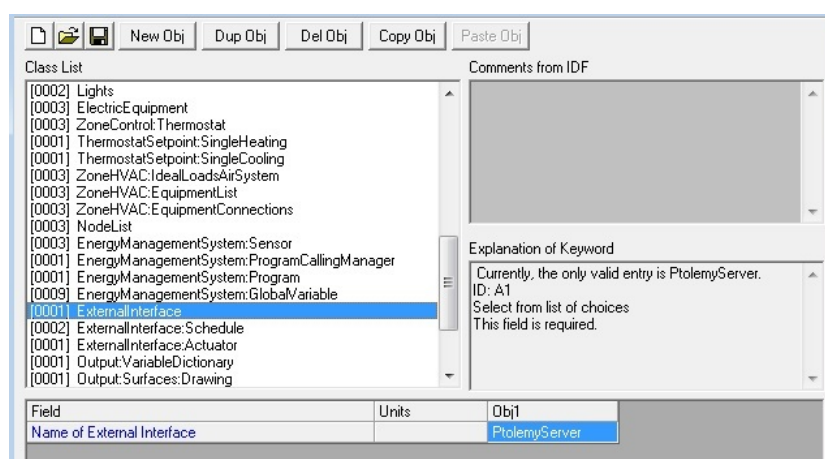 New Obj Dup Obj Del Obj Copy Obj Paste Obj
Class List
[0002] Lights
[0003] ElectricEquipment
[0003] ZoneControl:Thermostat
[0001] ThermostatSetpoint:SingleHeating
[0001] ThermostatSetpoint:SingleCooling
[0003] ZoneHVAC:IdealLoadsAirSystem
[0003] ZoneHVAC:EquipmentList
[0003] ZoneHVAC:EquipmentConnections
[0003] NodeList
[0003] EnergyManagementSystem:Sensor
[0001] EnergyManagementSystem:ProgramCallingManager
[0001] EnergyManagementSystem:Program
[0009] EnergyManagementSystem:GlobalVariable
[0001] ExternalInterface
[0002] ExternalInterface:Schedule
[0001] ExternalInterface:Actuator
[0001] Output:VariableDictionary
[0001] Output:Surfaces:Drawing
Comments from IDF
Explanation of Keyword
Currently, the only valid entry is PtolemyServer.
ID: A1
Select from list of choices
This field is required.
Field Units Obj1
Name of External Interface PtolemyServer